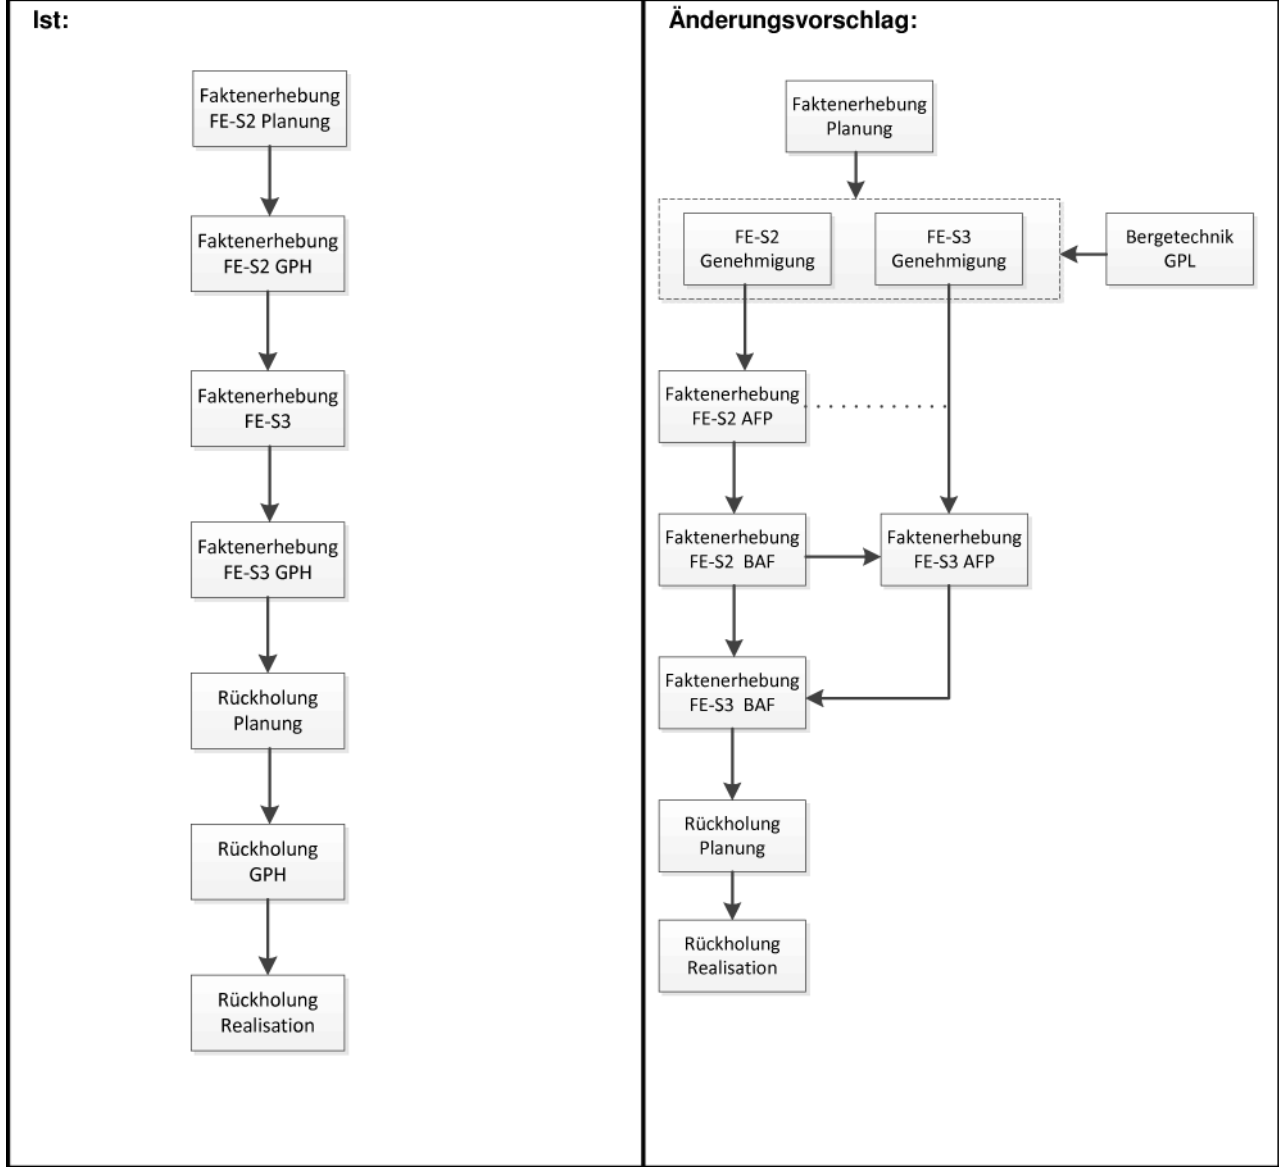 Ist:
Faktenerhebung
FE-S2 Planung
Faktenerhebung
FE-S2 GPH
Faktenerhebung
FE-S3
Faktenerhebung
FE-S3 GPH
Rückholung
Planung
Rückholung
GPH
Rückholung
Realisation
Änderungsvorschlag:
Faktenerhebung
Planung
FE-S2
Genehmigung
FE-S3
Genehmigung
Bergetechnik
GPL
Faktenerhebung
FE-S2 AFP
Faktenerhebung
FE-S2 BAF
Faktenerhebung
FE-S3 AFP
Faktenerhebung
FE-S3 BAF
Rückholung
Planung
Rückholung
Realisation